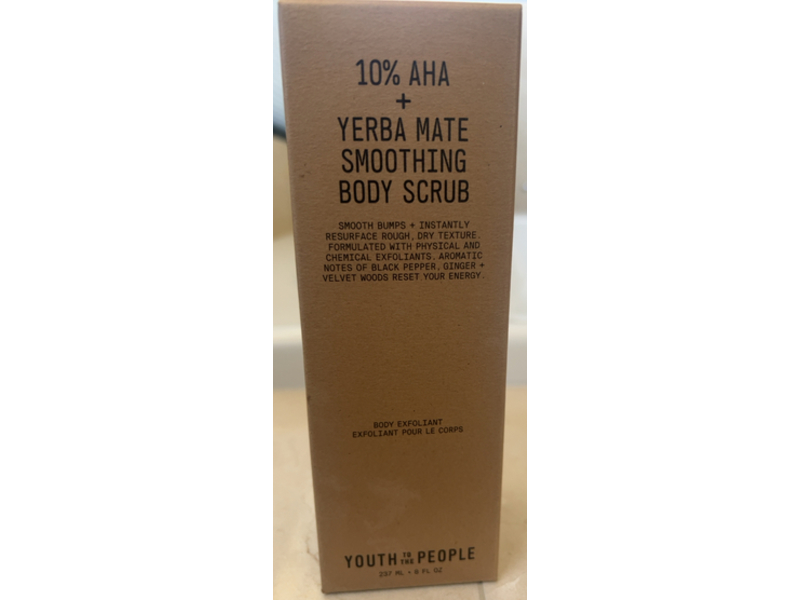 10% AHA
+
YERBA MATE
SMOOTHING
BODY SCRUB
SMOOTH BUMPS + INSTANTLY
RESURFACE ROUGH, DRY TEXTURE.
FORMULATED WITH PHYSICAL AND
CHEMICAL EXFOLIANTS. AROMATIC
NOTES OF BLACK PEPPER, GINGER +
VELVET WOODS RESET YOUR ENERGY.
BODY EXFOLIANT
EXFOLIANT POUR LE CORPS
YOUTH TO THE PEOPLE
237 ML • 8 FL OZ